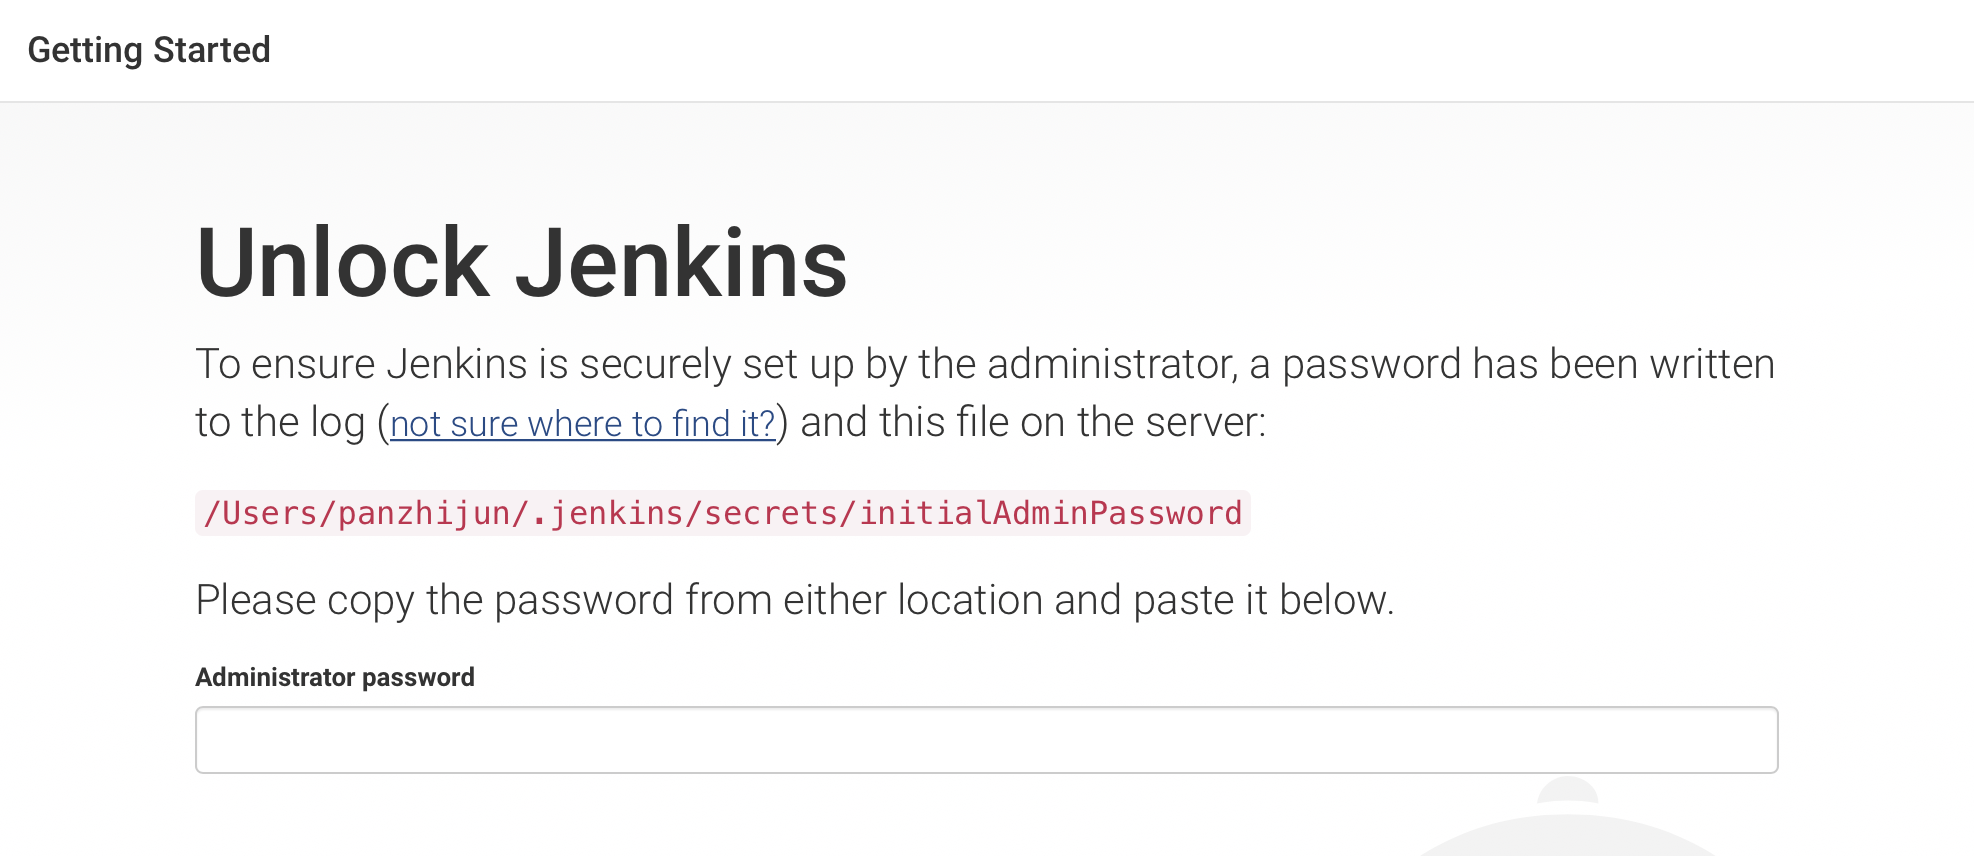 Getting Started
Unlock Jenkins
To ensure Jenkins is securely set up by the administrator, a password has been written
to the log (not sure where to find it?) and this file on the server:
/Users/panzhijun/.jenkins/secrets/initialAdminPassword
Please copy the password from either location and paste it below.
Administrator password